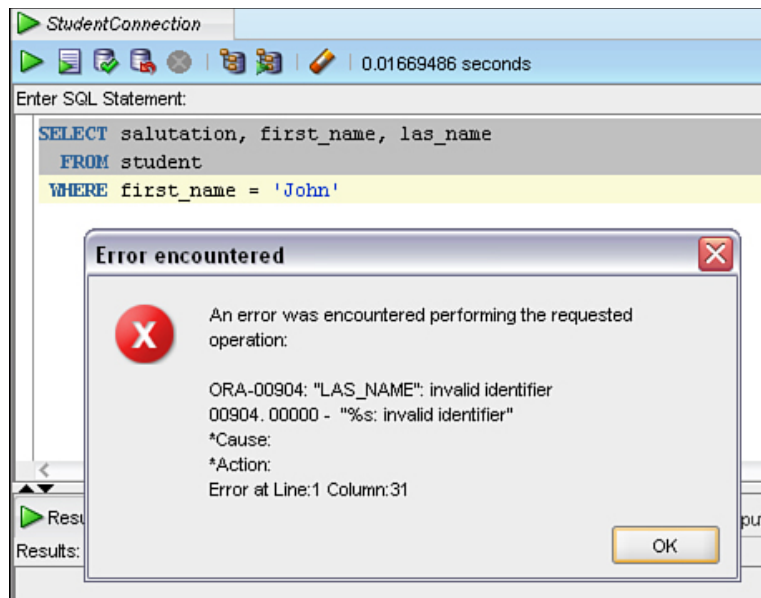 StudentConnection
0.01669486 seconds
Enter SQL Statement:
SELECT salutation, first_name, las_name
FROM student
WHERE first_name = 'John'
Error encountered
An error was encountered performing the requested
operation:
ORA-00904: "LAS_NAME": invalid identifier
00904. 00000 - "%s: invalid identifier"
*Cause:
*Action:
Error at Line:1 Column:31
OK
Results: